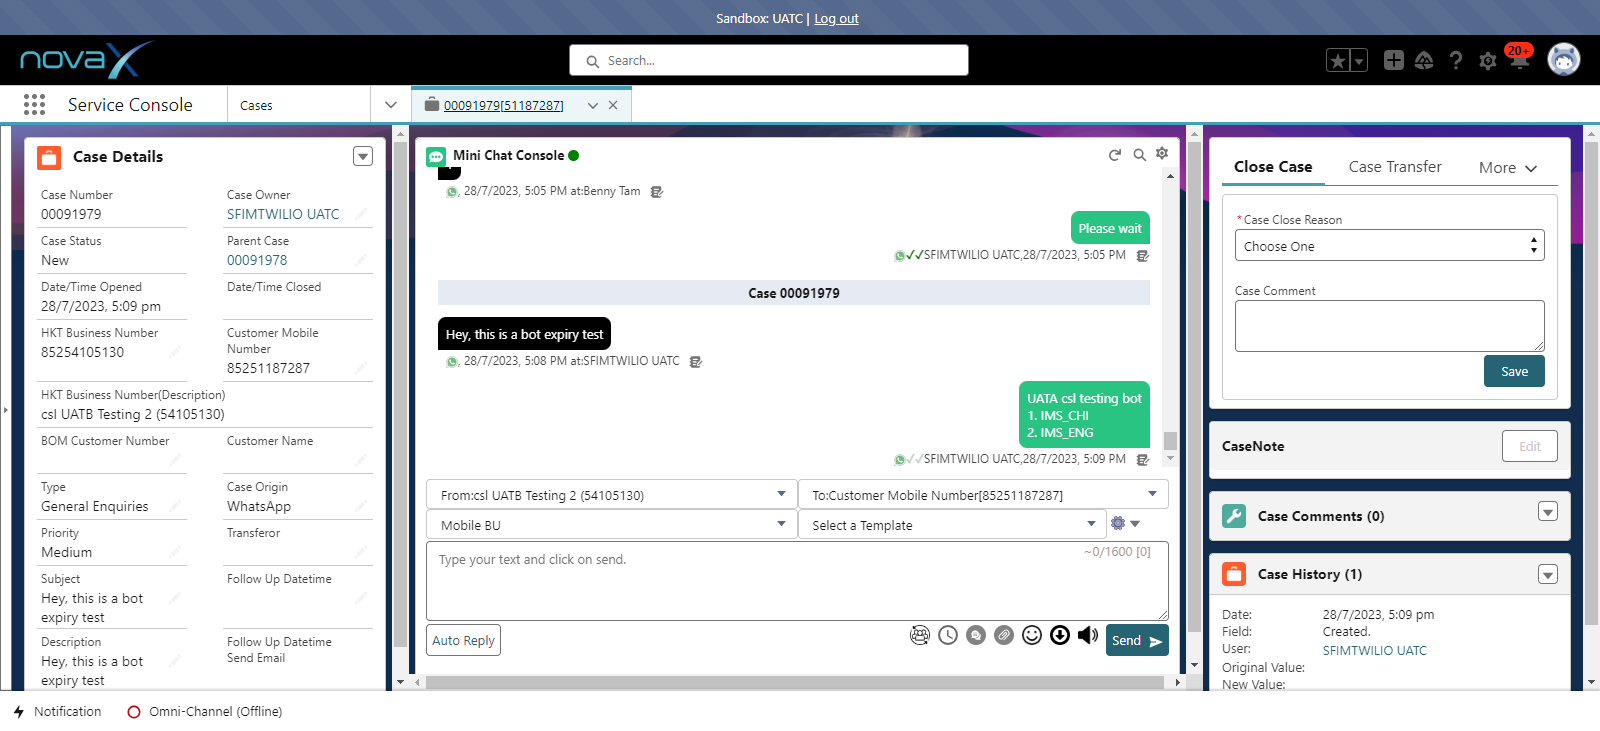 Sandbox: UATC | Log out
novaX
Search...
20+
Service Console
Cases
00091979[51187287]
Case Details
Case Number
00091979
Case Owner
SFIMTWILIO UATC
Case Status
New
Parent Case
00091978
Date/Time Opened
28/7/2023, 5:09 pm
Date/Time Closed
HKT Business Number
85254105130
Customer Mobile
Number
85251187287
HKT Business Number(Description)
csl UATB Testing 2 (54105130)
BOM Customer Number
Customer Name
Type
General Enquiries
Case Origin
WhatsApp
Priority
Medium
Transferor
Subject
Hey, this is a bot
expiry test
Follow Up Datetime
Description
Hey, this is a bot
expiry test
Follow Up Datetime
Send Email
Mini Chat Console
, 28/7/2023, 5:05 PM at:Benny Tam
Please wait
SFIMTWILIO UATC,28/7/2023, 5:05 PM
Case 00091979
Hey, this is a bot expiry test
, 28/7/2023, 5:08 PM at:SFIMTWILIO UATC
UATA csl testing bot
1. IMS_CHI
2. IMS_ENG
SFIMTWILIO UATC,28/7/2023, 5:09 PM
From:csl UATB Testing 2 (54105130)
To:Customer Mobile Number[85251187287]
Mobile BU
Select a Template
Type your text and click on send.
~0/1600 [0]
Auto Reply
Send
Close Case
Case Transfer
More
*Case Close Reason
Choose One
Case Comment
Save
CaseNote
Edit
Case Comments (0)
Case History (1)
Date:
28/7/2023, 5:09 pm
Field:
Created.
User:
SFIMTWILIO UATC
Original Value:
New Value:
Notification
Omni-Channel (Offline)